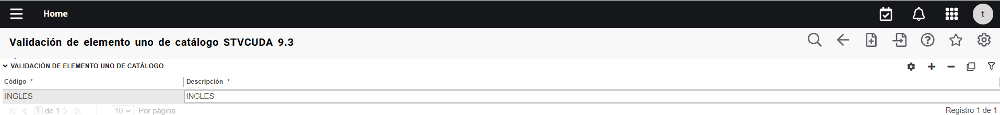 Home
t
Validación de elemento uno de catálogo STVCUDA 9.3
VALIDACIÓN DE ELEMENTO UNO DE CATÁLOGO
Código * Descripción *
INGLES INGLES
1 de 1 10 Por página Registro 1 de 1